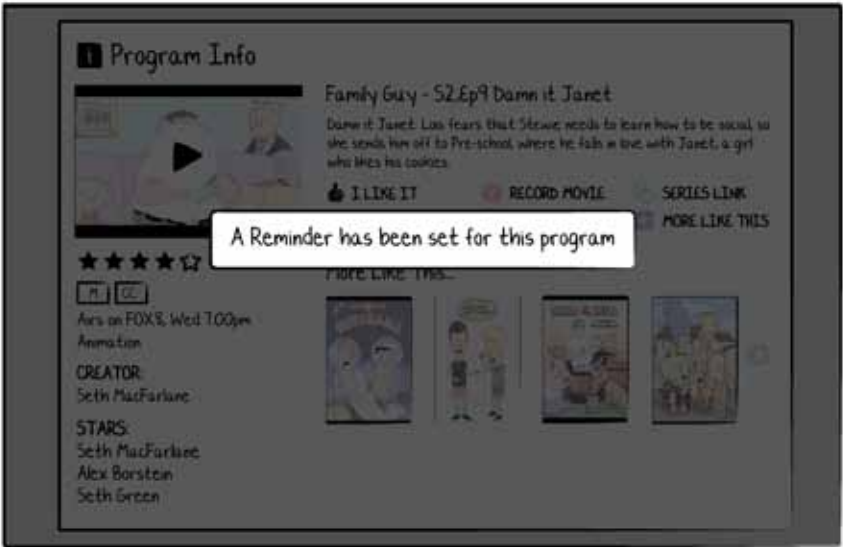 i Program Info
Family Guy - S2.Ep9 Damn it Janet
Damn it Janet. Lois fears that Stewie needs to learn how to be social, so
she sends him off to Pre-school where he falls in love with Janet, a girl
who likes his cookies.
I LIKE IT
RECORD MOVIE
SERIES LINK
MORE LIKE THIS
A Reminder has been set for this program
M
CC
Airs on FOX8, Wed 7.00pm
Animation
CREATOR:
Seth MacFarlane
STARS:
Seth MacFarlane
Alex Borstein
Seth Green
More Like This...